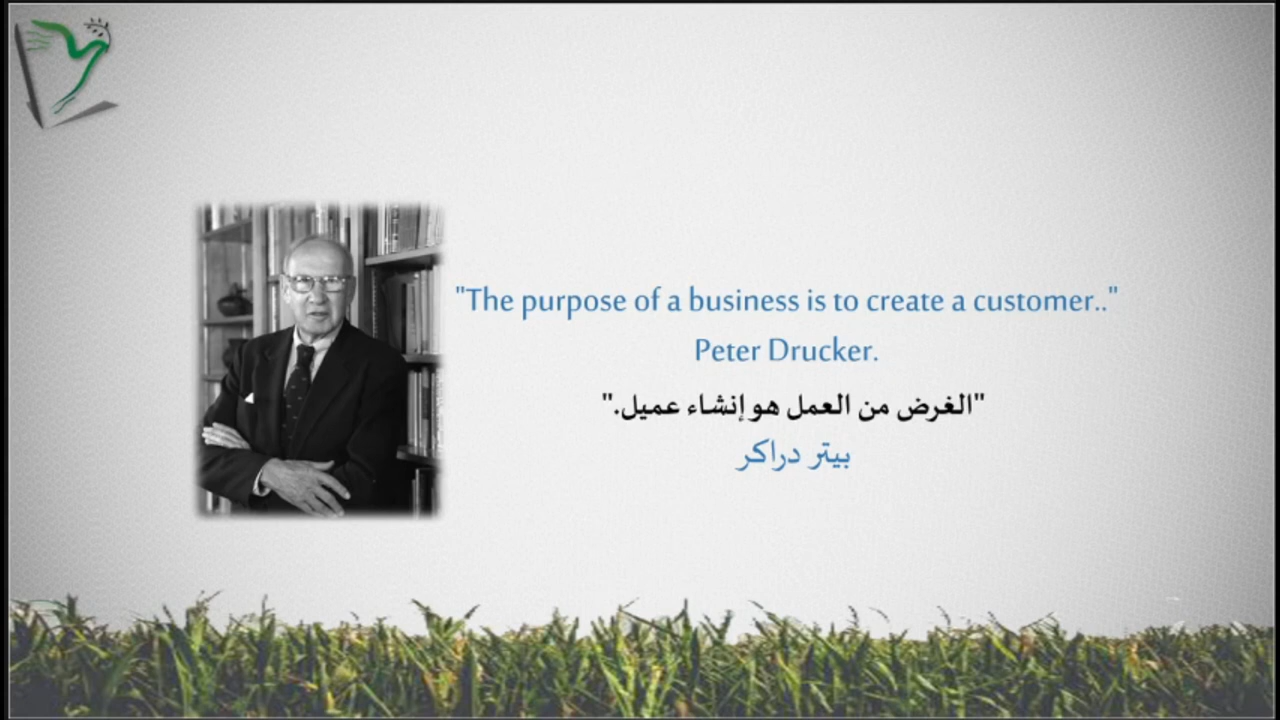 "The purpose of a business is to create a customer.."
Peter Drucker.
"الغرض من العمل هو إنشاء عميل."
بيتر دراكر